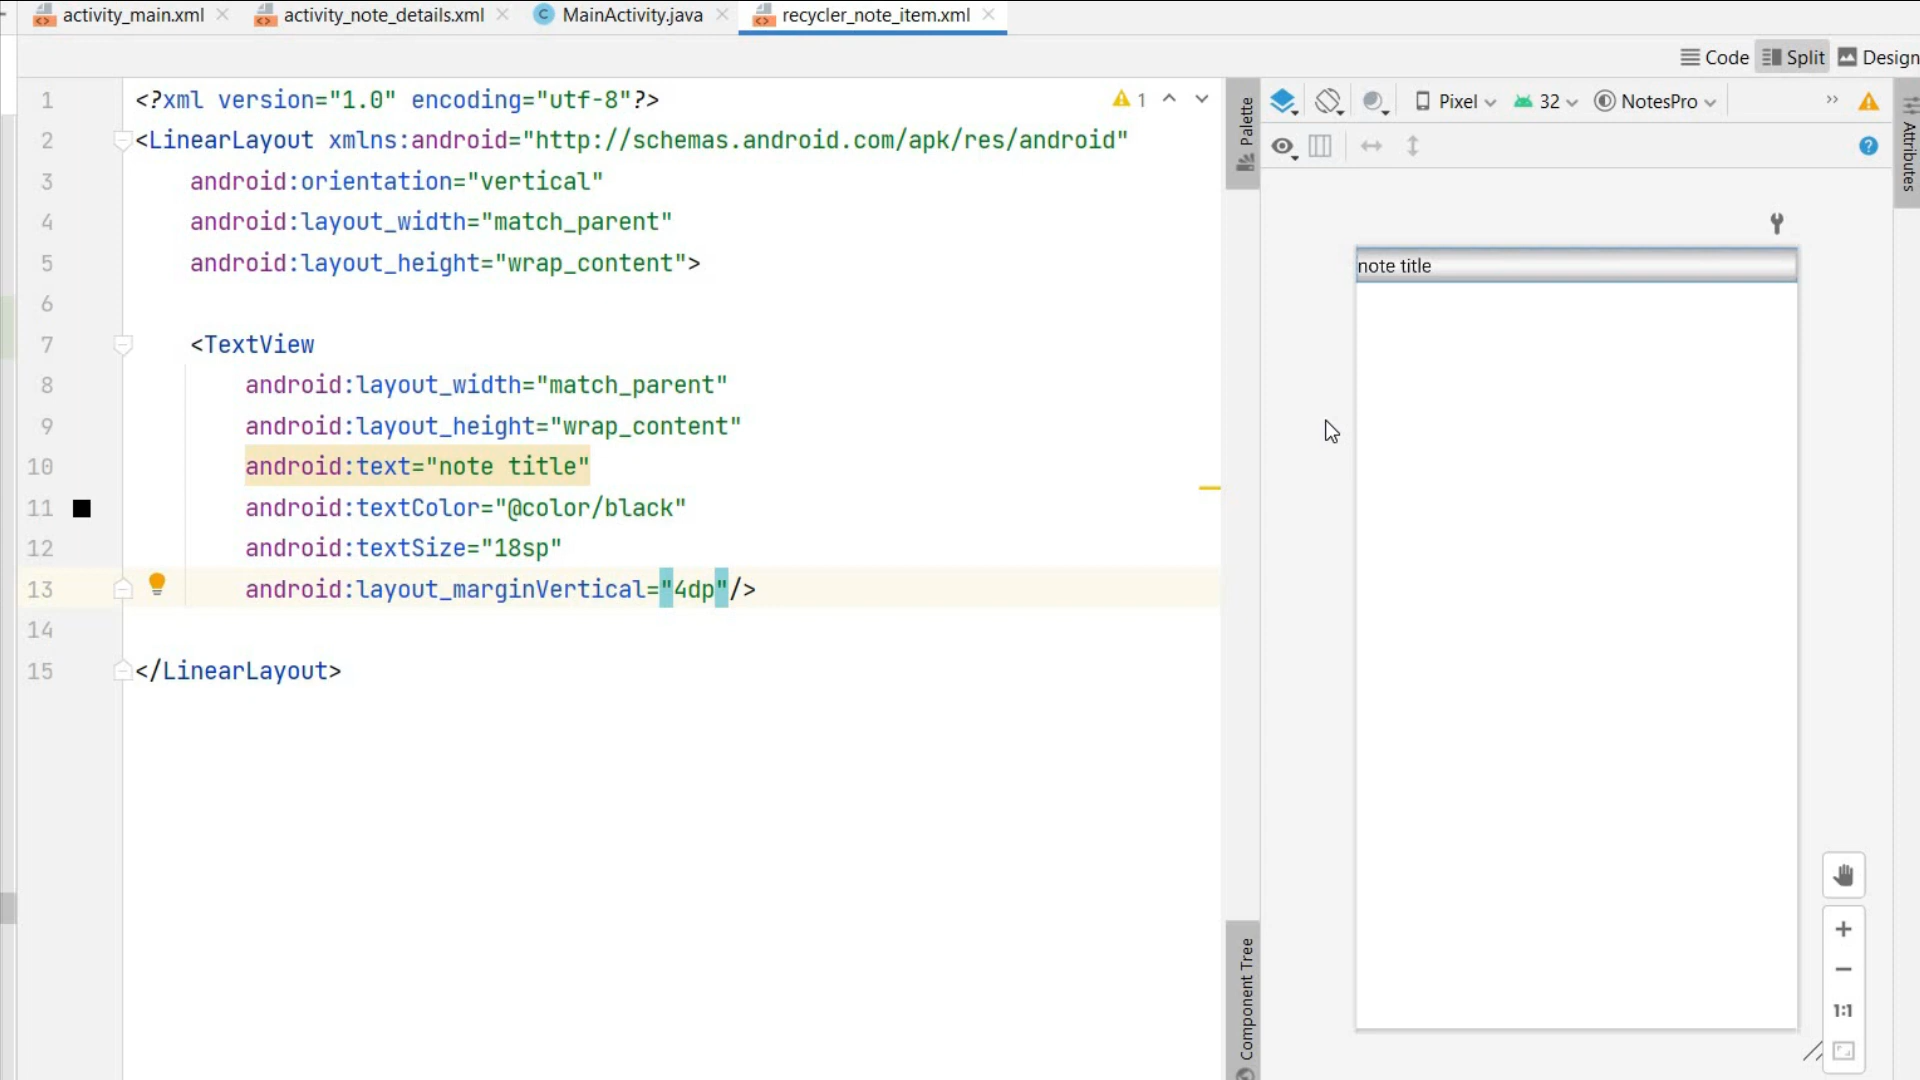 activity_main.xml activity_note_details.xml MainActivity.java recycler_note_item.xml
Code Split Design
1 <?xml version="1.0" encoding="utf-8"?>
2 <LinearLayout xmlns:android="http://schemas.android.com/apk/res/android"
3 android:orientation="vertical"
4 android:layout_width="match_parent"
5 android:layout_height="wrap_content">
6
7 <TextView
8 android:layout_width="match_parent"
9 android:layout_height="wrap_content"
10 android:text="note title"
11 android:textColor="@color/black"
12 android:textSize="18sp"
13 android:layout_marginVertical="4dp"/>
14
15 </LinearLayout>
1
Palette
Component Tree
Pixel 32 NotesPro
Attributes
note title
1:1